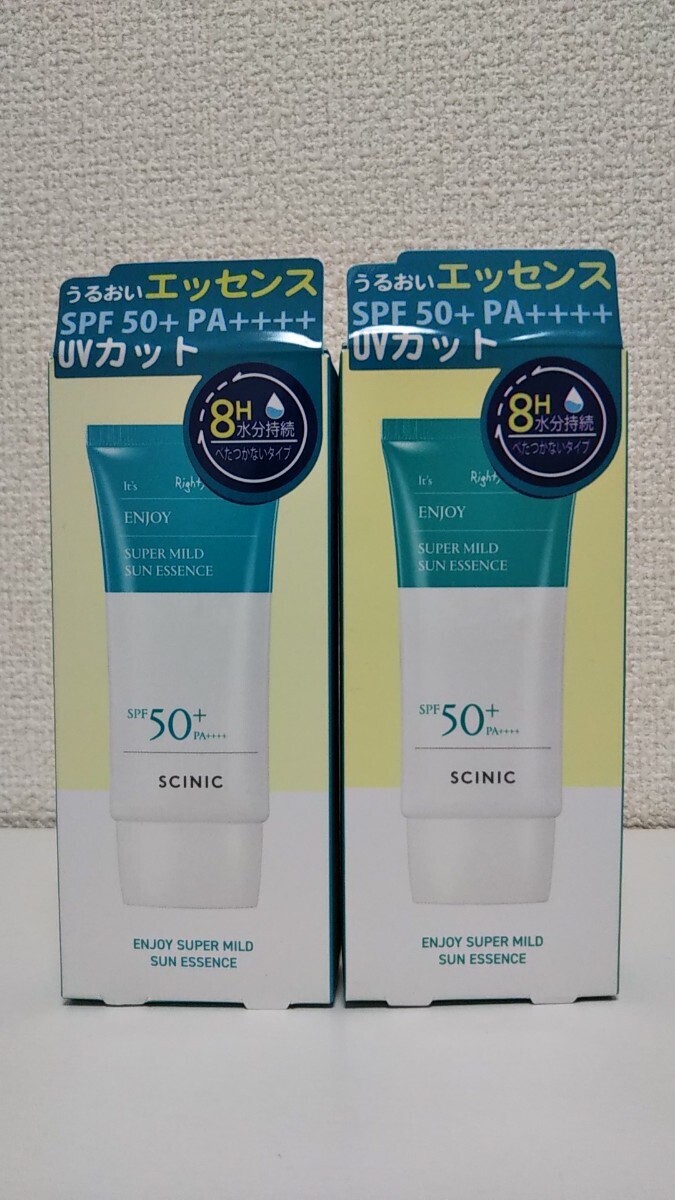 うるおいエッセンス
SPF 50+ PA++++
UVカット
8H
水分持続
べたつかないタイプ
It's Right,
ENJOY
SUPER MILD
SUN ESSENCE
SPF50+
PA++++
SCINIC
ENJOY SUPER MILD
SUN ESSENCE
うるおいエッセンス
SPF 50+ PA++++
UVカット
8H
水分持続
べたつかないタイプ
It's Right,
ENJOY
SUPER MILD
SUN ESSENCE
SPF50+
PA++++
SCINIC
ENJOY SUPER MILD
SUN ESSENCE